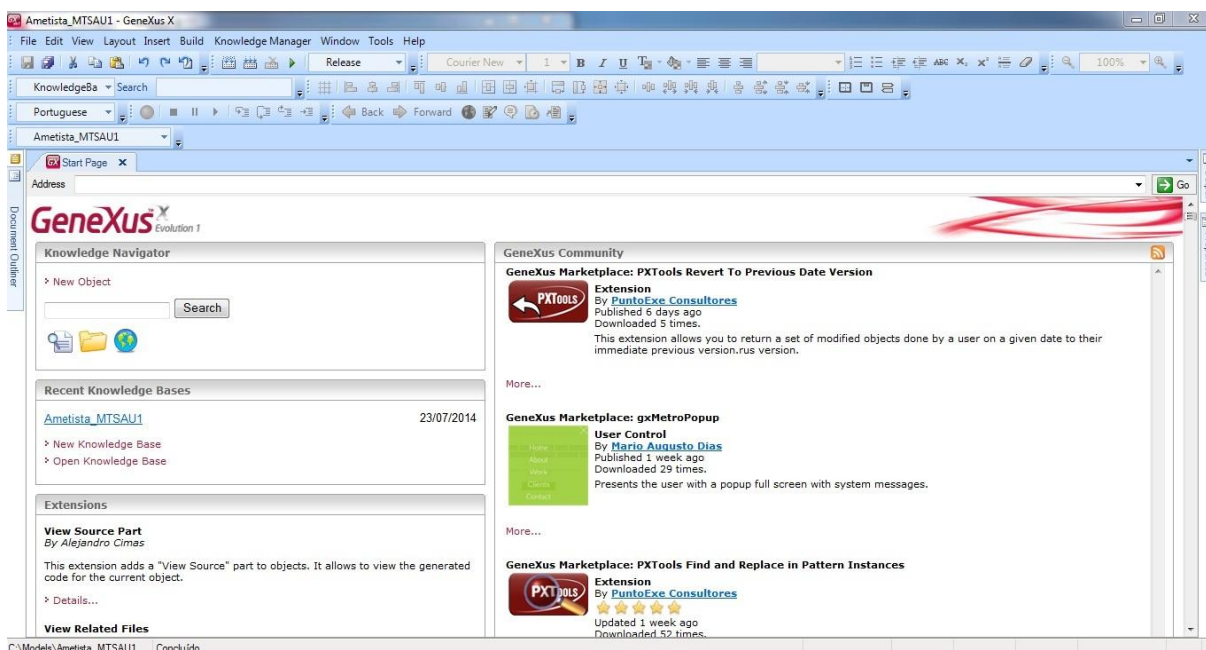 Ametista_MTSAU1 - GeneXus X
File Edit View Layout Insert Build Knowledge Manager Window Tools Help
Release Courier New 1 B I U ABC X, x² 100%
KnowledgeBa Search
Portuguese Back Forward
Ametista_MTSAU1
Start Page x
Address Go
Document Outliner
GeneXus X
Evolution 1
Knowledge Navigator
> New Object
Search
Recent Knowledge Bases
Ametista_MTSAU1 23/07/2014
> New Knowledge Base
> Open Knowledge Base
Extensions
View Source Part
By Alejandro Cimas
This extension adds a "View Source" part to objects. It allows to view the generated
code for the current object.
> Details...
View Related Files
GeneXus Community
GeneXus Marketplace: PXTools Revert To Previous Date Version
PXTOOLS
Extension
By PuntoExe Consultores
Published 6 days ago
Downloaded 5 times.
This extension allows you to return a set of modified objects done by a user on a given date to their
immediate previous version.rus version.
More...
GeneXus Marketplace: gxMetroPopup
Home
About
Work
Clients
Contact
User Control
By Mario Augusto Dias
Published 1 week ago
Downloaded 29 times.
Presents the user with a popup full screen with system messages.
More...
GeneXus Marketplace: PXTools Find and Replace in Pattern Instances
PXTOOLS
Extension
By PuntoExe Consultores
Updated 1 week ago
Downloaded 52 times.
C:\Models\Ametista_MTSAU1 Concluído